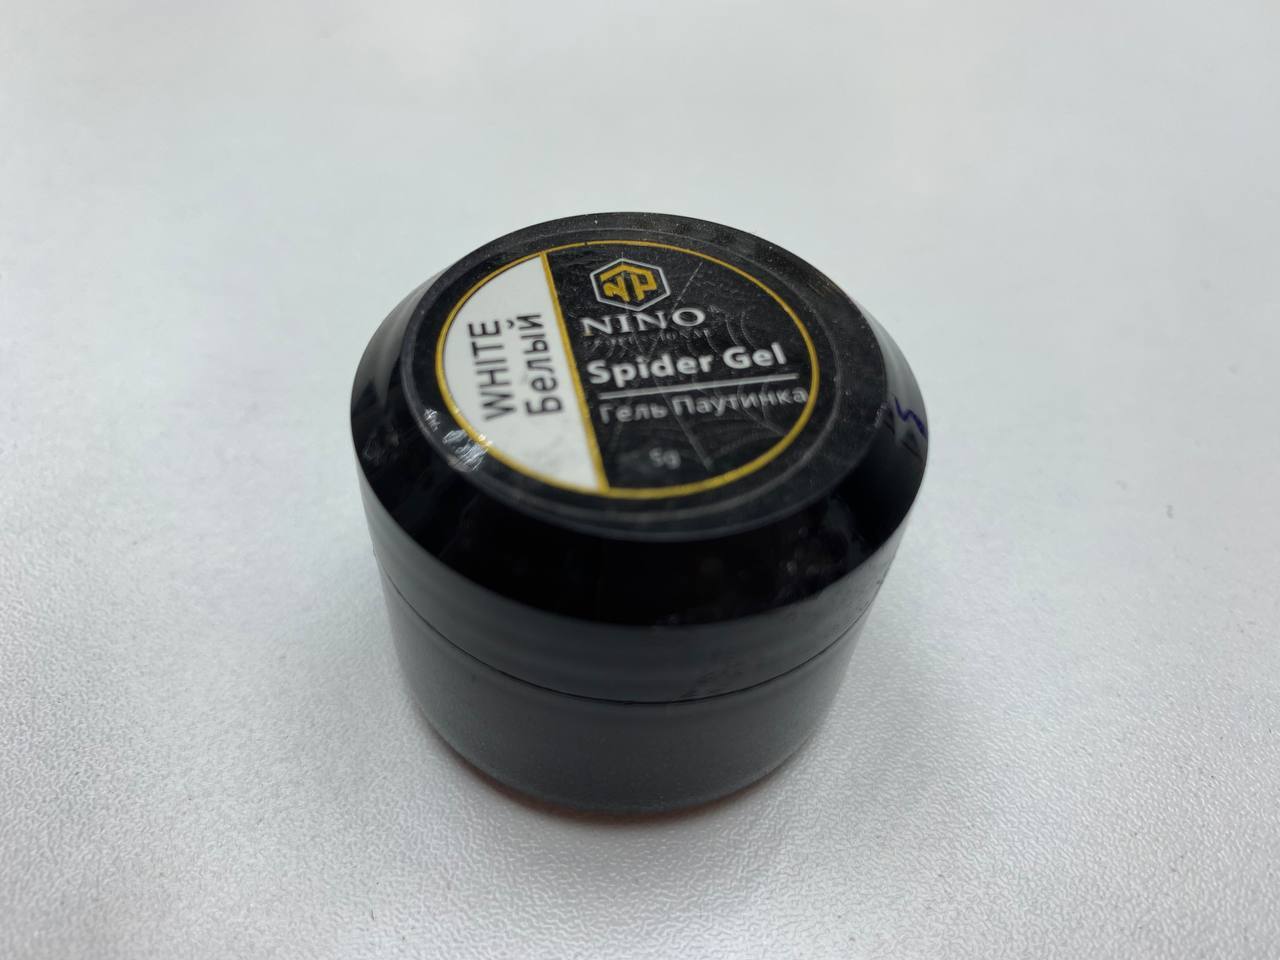 WHITE
Белый
NINO
Spider Gel
Гель Паутинка
5g